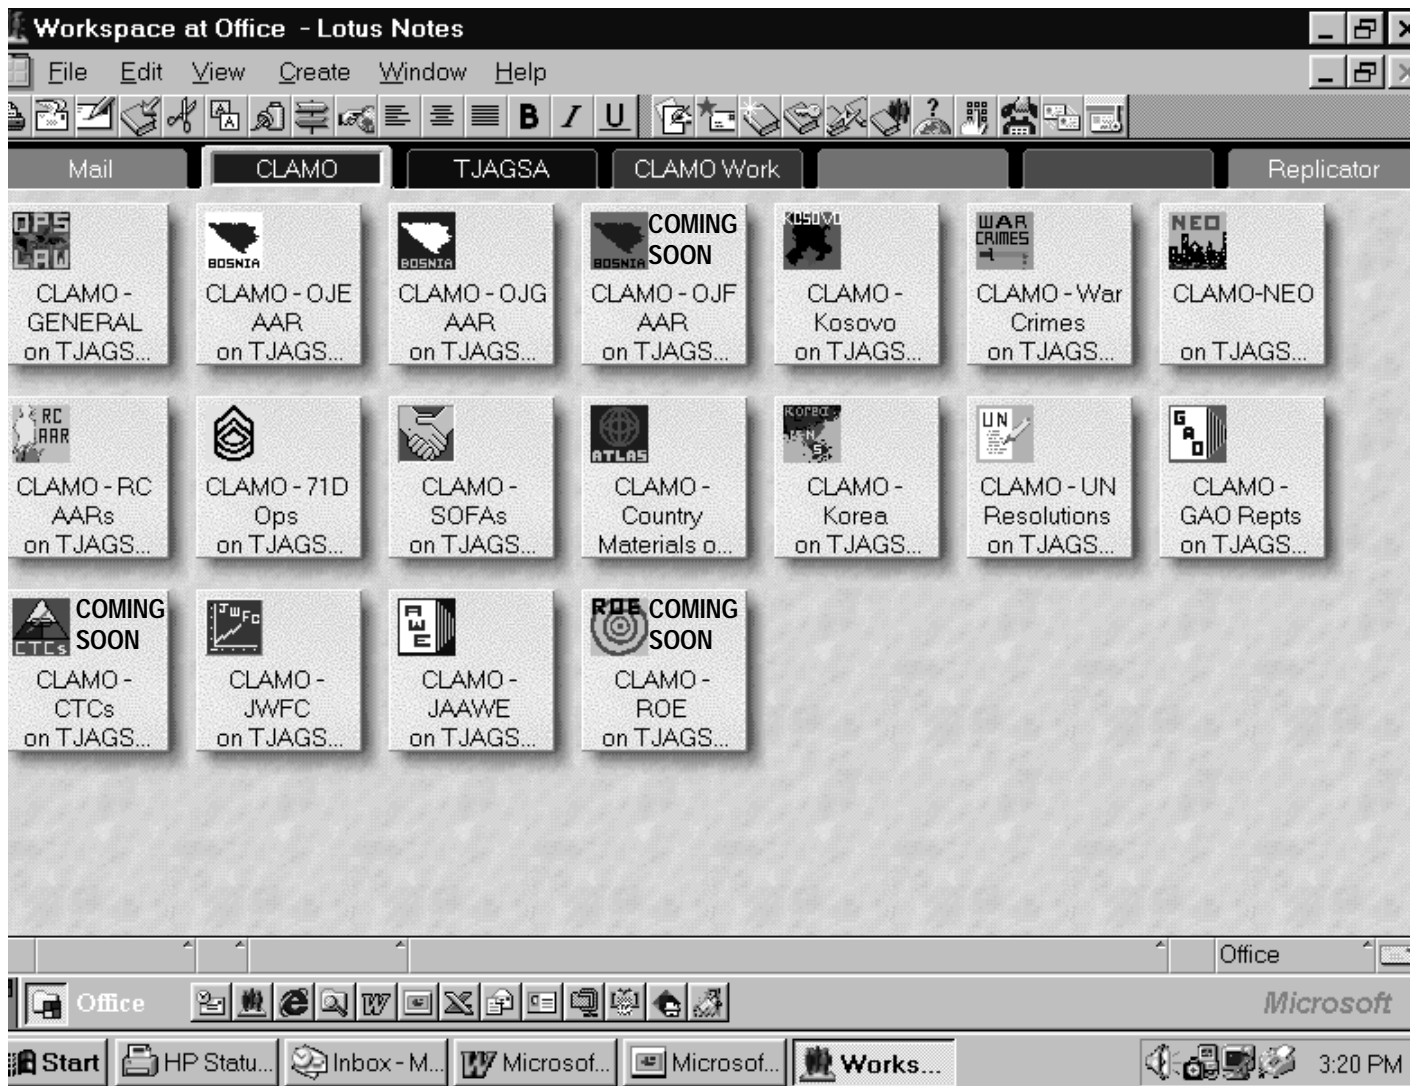 Workspace at Office - Lotus Notes
File Edit View Create Window Help
B I U
Mail CLAMO TJAGSA CLAMO Work Replicator
OPS
LAW
CLAMO -
GENERAL
on TJAGS...
BOSNIA
CLAMO - OJE
AAR
on TJAGS...
BOSNIA
CLAMO - OJG
AAR
on TJAGS...
BOSNIA
COMING
SOON
CLAMO - OJF
AAR
on TJAGS...
KOSOVO
CLAMO -
Kosovo
on TJAGS...
WAR
CRIMES
CLAMO - War
Crimes
on TJAGS...
NEO
CLAMO-NEO
on TJAGS...
RC
AAR
CLAMO - RC
AARs
on TJAGS...
CLAMO - 71D
Ops
on TJAGS...
CLAMO -
SOFAs
on TJAGS...
ATLAS
CLAMO -
Country
Materials o...
Korea
N
S
CLAMO -
Korea
on TJAGS...
UN
CLAMO - UN
Resolutions
on TJAGS...
GAO
CLAMO -
GAO Repts
on TJAGS...
CTCs
COMING
SOON
CLAMO -
CTCs
on TJAGS...
JWFC
CLAMO -
JWFC
on TJAGS...
AWE
CLAMO -
JAAWE
on TJAGS...
ROE
COMING
SOON
CLAMO -
ROE
on TJAGS...
Office
Office Microsoft
Start HP Statu... Inbox - M... Microsof... Microsof... Works... 3:20 PM